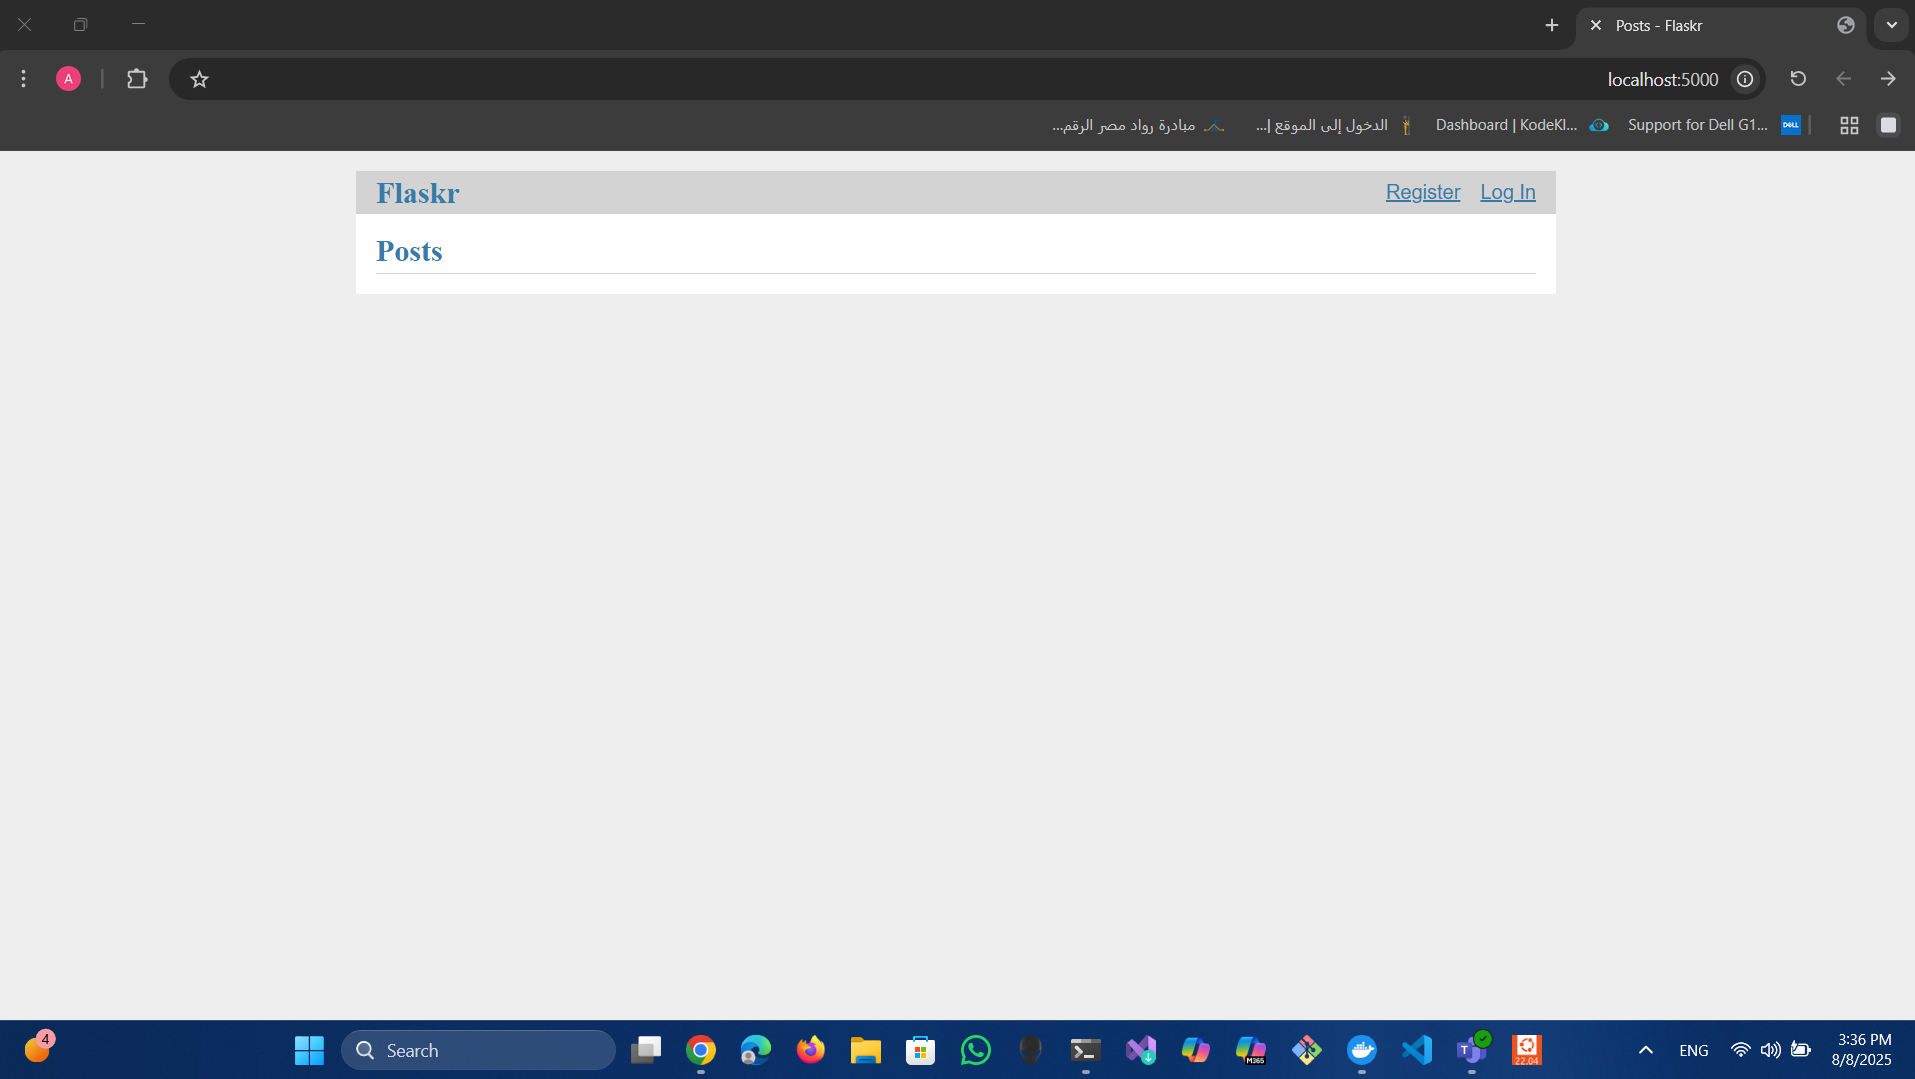 Posts - Flaskr
A
localhost:5000
مبادرة رواد مصر الرقم...
الدخول إلى الموقع |...
Dashboard | KodeKl...
Support for Dell G1...
DELL
Flaskr
Register
Log In
Posts
4
Search
M365
T
22.04
ENG
3:36 PM
8/8/2025